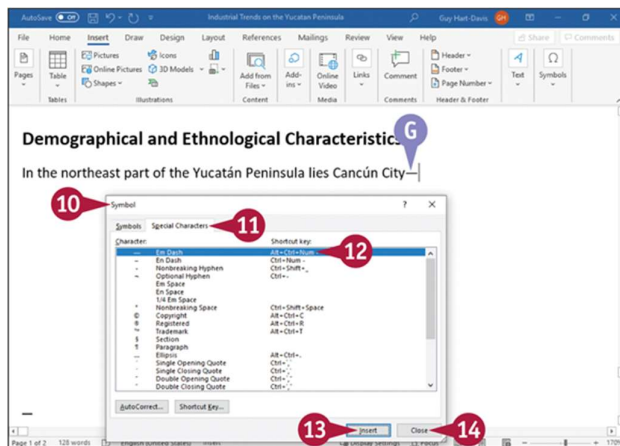 AutoSave Off Industrial Trends on the Yucatan Peninsula Guy Hart-Davis GH
File Home Insert Draw Design Layout References Mailings Review View Help Share Comments
Pages
Table
Tables
Pictures
Online Pictures
Shapes
Icons
3D Models
Illustrations
Add from
Files
Content
Add-
ins
Online
Video
Media
Links
Comment
Comments
Header
Footer
Page Number
Header & Footer
Text
Symbols
Demographical and Ethnological Characteristics
G
In the northeast part of the Yucatán Peninsula lies Cancún City—
10
Symbol ? ×
Symbols Special Characters
11
Character: Shortcut key:
— Em Dash Alt+Ctrl+Num -
12
– En Dash Ctrl+Num -
- Nonbreaking Hyphen Ctrl+Shift+_
¬ Optional Hyphen Ctrl+-
Em Space
En Space
1/4 Em Space
° Nonbreaking Space Ctrl+Shift+Space
© Copyright Alt+Ctrl+C
® Registered Alt+Ctrl+R
™ Trademark Alt+Ctrl+T
§ Section
¶ Paragraph
… Ellipsis Alt+Ctrl+.
‘ Single Opening Quote Ctrl+`,`
’ Single Closing Quote Ctrl+','
“ Double Opening Quote Ctrl+`,"
” Double Closing Quote Ctrl+',"
AutoCorrect... Shortcut Key...
13
Insert Close
14
Page 1 of 2 128 words English (United States) Insert Display Settings Focus 170%